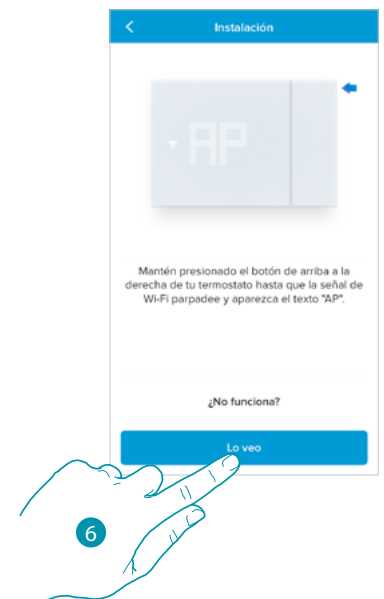 Instalación
AP
Mantén presionado el botón de arriba a la
derecha de tu termostato hasta que la señal de
Wi-Fi parpadee y aparezca el texto "AP".
¿No funciona?
Lo veo
6